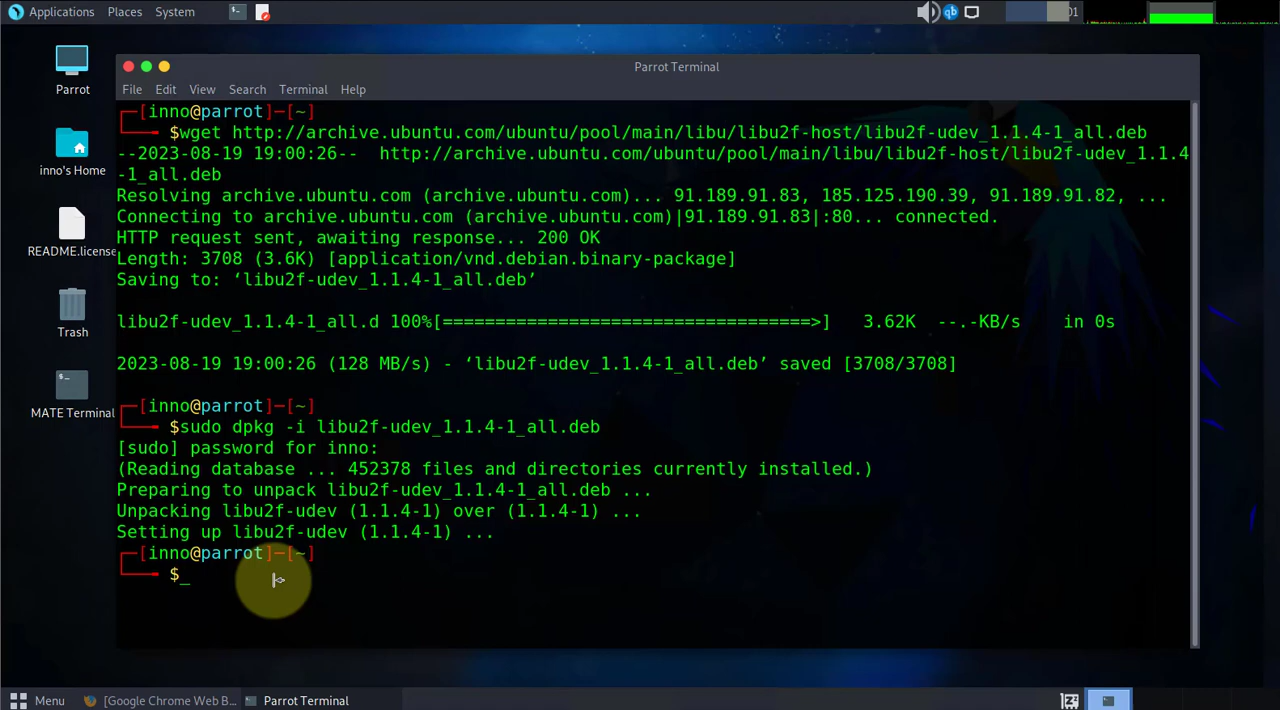 Applications Places System
qb
01
Parrot
inno's Home
README.license
Trash
MATE Terminal
Parrot Terminal
File Edit View Search Terminal Help
┌─[inno@parrot]─[~]
└──╼ $wget http://archive.ubuntu.com/ubuntu/pool/main/libu/libu2f-host/libu2f-udev_1.1.4-1_all.deb
--2023-08-19 19:00:26--  http://archive.ubuntu.com/ubuntu/pool/main/libu/libu2f-host/libu2f-udev_1.1.4
-1_all.deb
Resolving archive.ubuntu.com (archive.ubuntu.com)... 91.189.91.83, 185.125.190.39, 91.189.91.82, ...
Connecting to archive.ubuntu.com (archive.ubuntu.com)|91.189.91.83|:80... connected.
HTTP request sent, awaiting response... 200 OK
Length: 3708 (3.6K) [application/vnd.debian.binary-package]
Saving to: ‘libu2f-udev_1.1.4-1_all.deb’
libu2f-udev_1.1.4-1_all.d 100%[===================================>]   3.62K  --.-KB/s    in 0s
2023-08-19 19:00:26 (128 MB/s) - ‘libu2f-udev_1.1.4-1_all.deb’ saved [3708/3708]
┌─[inno@parrot]─[~]
└──╼ $sudo dpkg -i libu2f-udev_1.1.4-1_all.deb
[sudo] password for inno:
(Reading database ... 452378 files and directories currently installed.)
Preparing to unpack libu2f-udev_1.1.4-1_all.deb ...
Unpacking libu2f-udev (1.1.4-1) over (1.1.4-1) ...
Setting up libu2f-udev (1.1.4-1) ...
┌─[inno@parrot]─[~]
└──╼ $_
Menu [Google Chrome Web B... Parrot Terminal